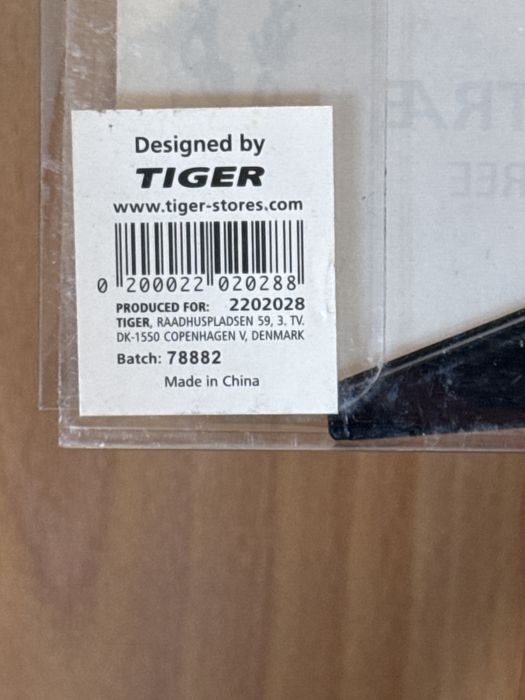 Designed by
TIGER
www.tiger-stores.com
0 200022 020288
PRODUCED FOR: 2202028
TIGER, RAADHUSPLADSEN 59, 3. TV.
DK-1550 COPENHAGEN V, DENMARK
Batch: 78882
Made in China